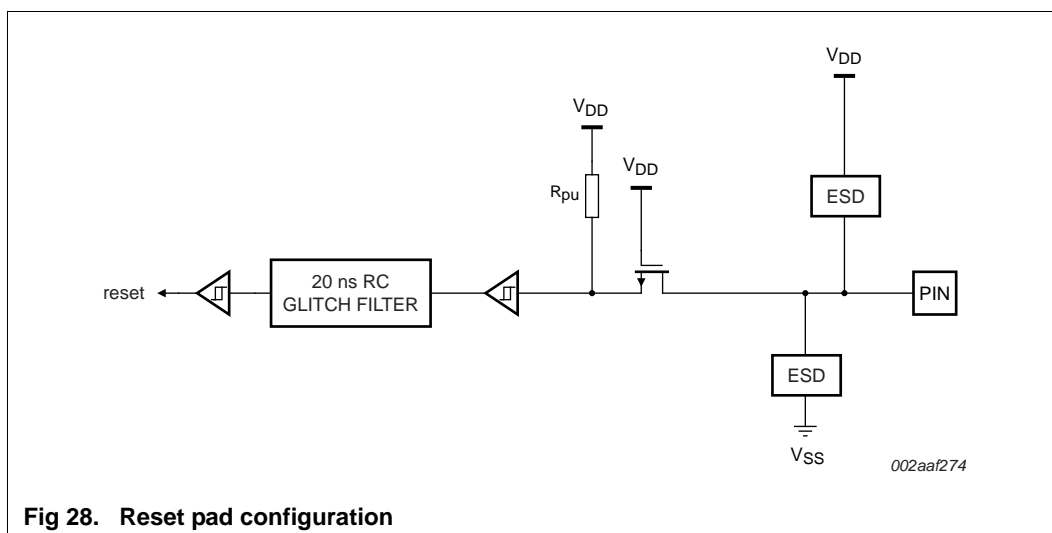 VDD
VDD
VDD
Rpu
ESD
reset
20 ns RC
GLITCH FILTER
PIN
ESD
VSS
002aaf274
Fig 28. Reset pad configuration